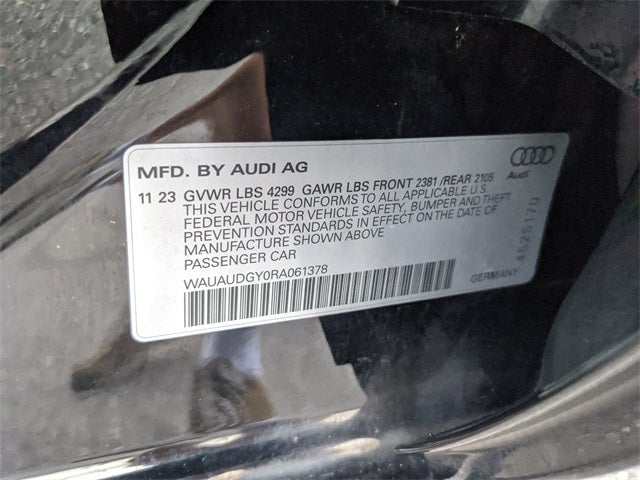 MFD. BY AUDI AG
Audi
11 23 GVWR LBS 4299 GAWR LBS FRONT 2381 /REAR 2105
THIS VEHICLE CONFORMS TO ALL APPLICABLE U.S.
FEDERAL MOTOR VEHICLE SAFETY, BUMPER AND THEFT
PREVENTION STANDARDS IN EFFECT ON THE DATE OF
MANUFACTURE SHOWN ABOVE
PASSENGER CAR
WAUAUDGY0RA061378
GERMANY
4525170